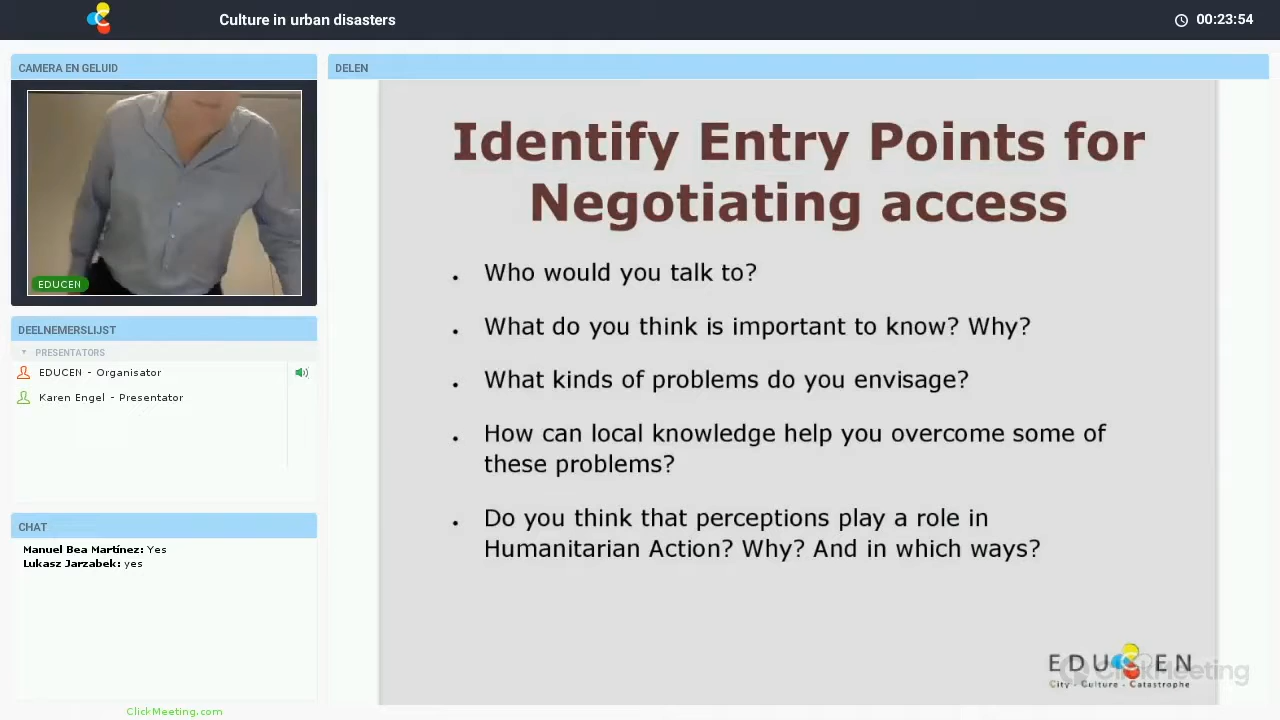 Culture in urban disasters
00:23:54
CAMERA EN GELUID
EDUCEN
DEELNEMERSLIJST
PRESENTATORS
EDUCEN - Organisator
Karen Engel - Presentator
CHAT
Manuel Bea Martínez: Yes
Lukasz Jarzabek: yes
ClickMeeting.com
DELEN
Identify Entry Points for
Negotiating access
Who would you talk to?
What do you think is important to know? Why?
What kinds of problems do you envisage?
How can local knowledge help you overcome some of
these problems?
Do you think that perceptions play a role in
Humanitarian Action? Why? And in which ways?
EDUCEN
City - Culture - Catastrophe
ClickMeeting